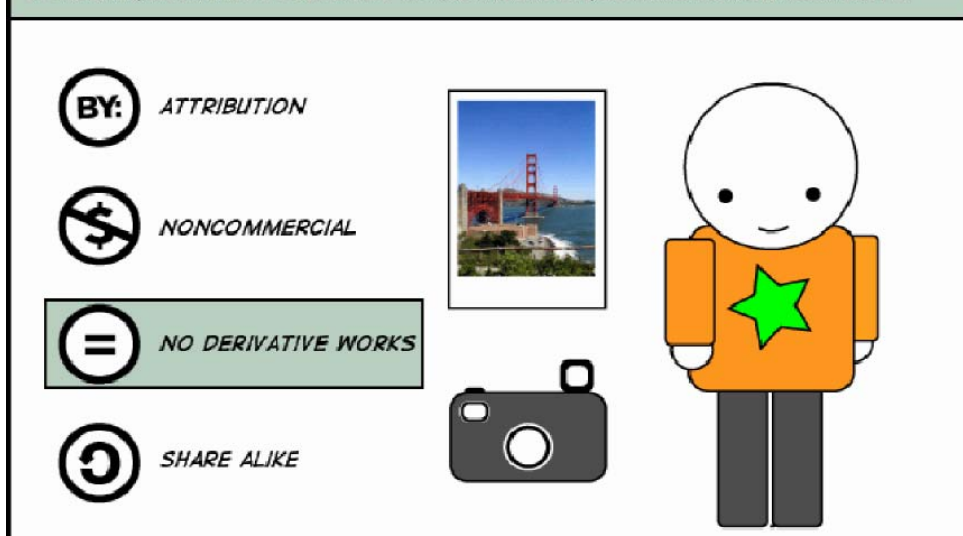 BY: ATTRIBUTION
$ NONCOMMERCIAL
= NO DERIVATIVE WORKS
SHARE ALIKE